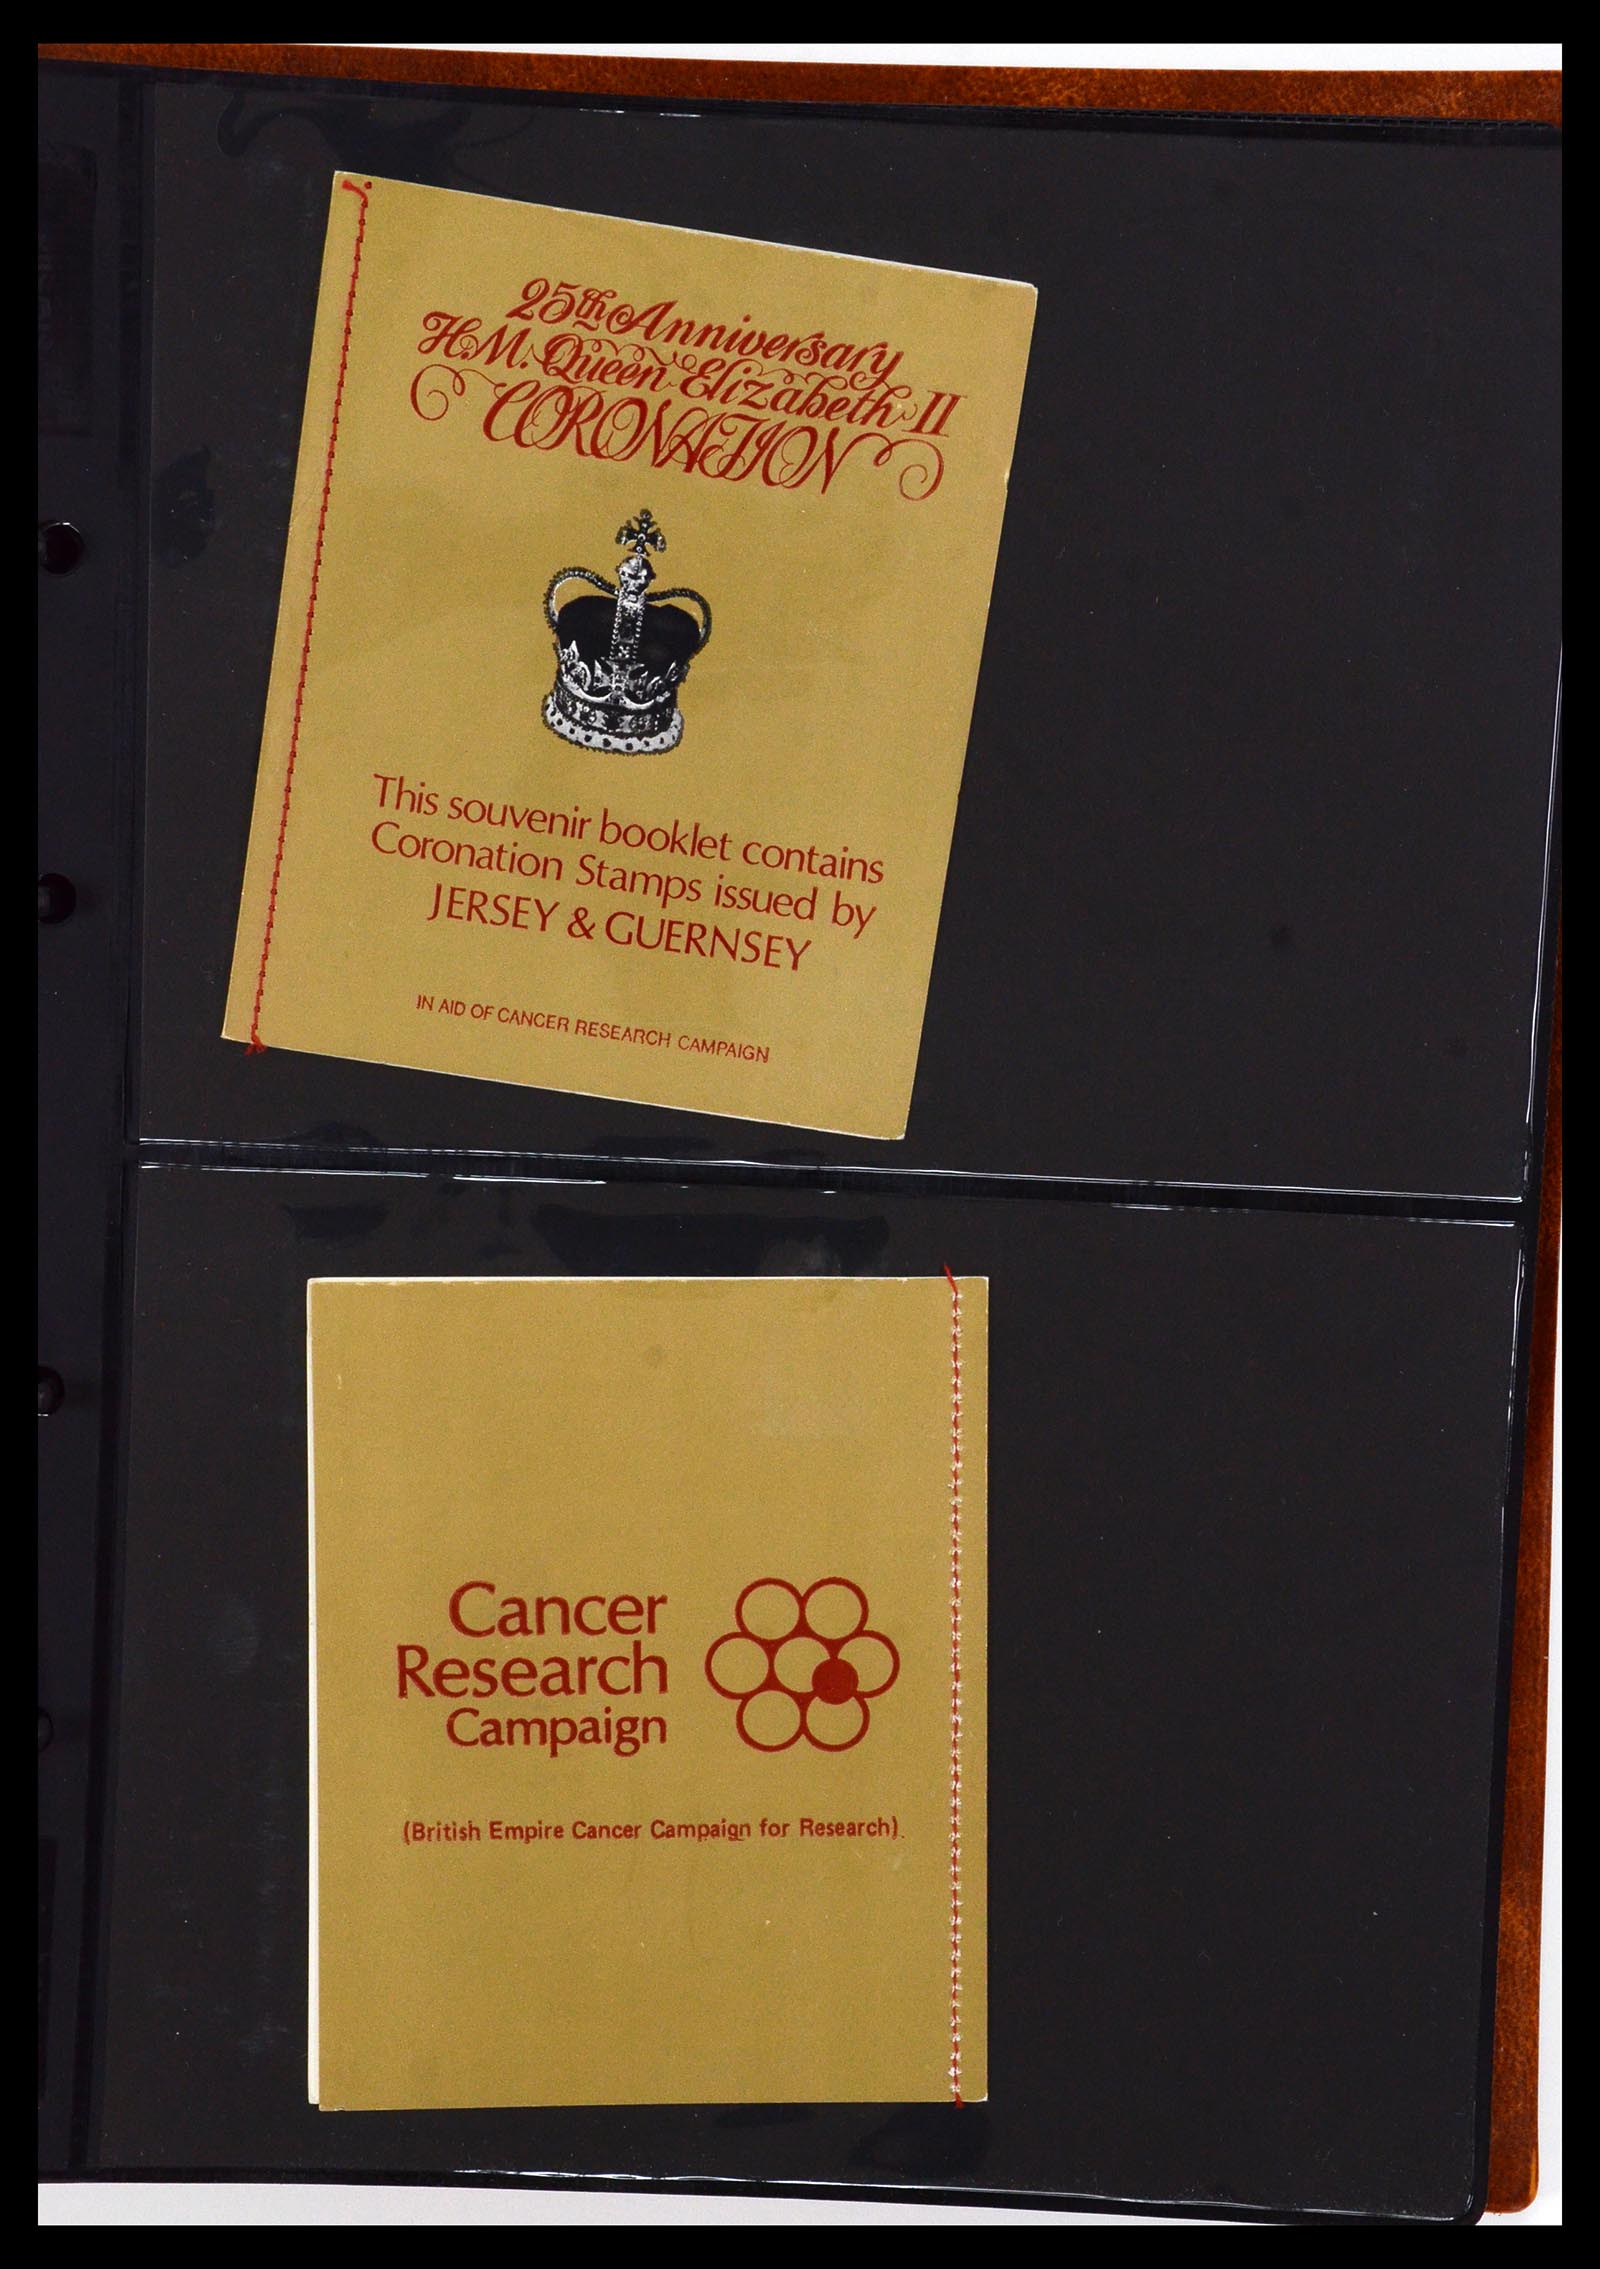 25th Anniversary
H.M. Queen Elizabeth II
CORONATION
This souvenir booklet contains
Coronation Stamps issued by
JERSEY & GUERNSEY
IN AID OF CANCER RESEARCH CAMPAIGN
Cancer
Research
Campaign
(British Empire Cancer Campaign for Research).